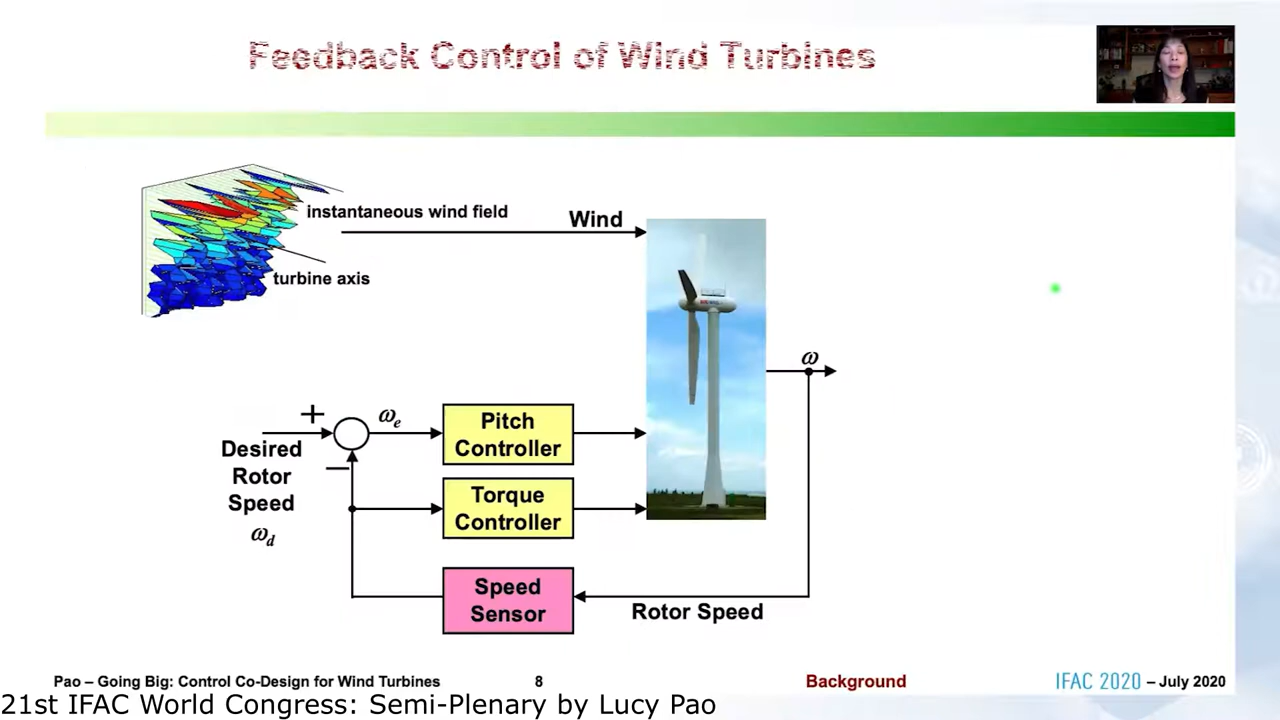 Feedback Control of Wind Turbines
instantaneous wind field
Wind
turbine axis
ω
+
ωe
Pitch
Controller
Desired
Rotor
Speed
ωd
−
Torque
Controller
Speed
Sensor
Rotor Speed
Pao – Going Big: Control Co-Design for Wind Turbines
8
Background
IFAC 2020 – July 2020
21st IFAC World Congress: Semi-Plenary by Lucy Pao